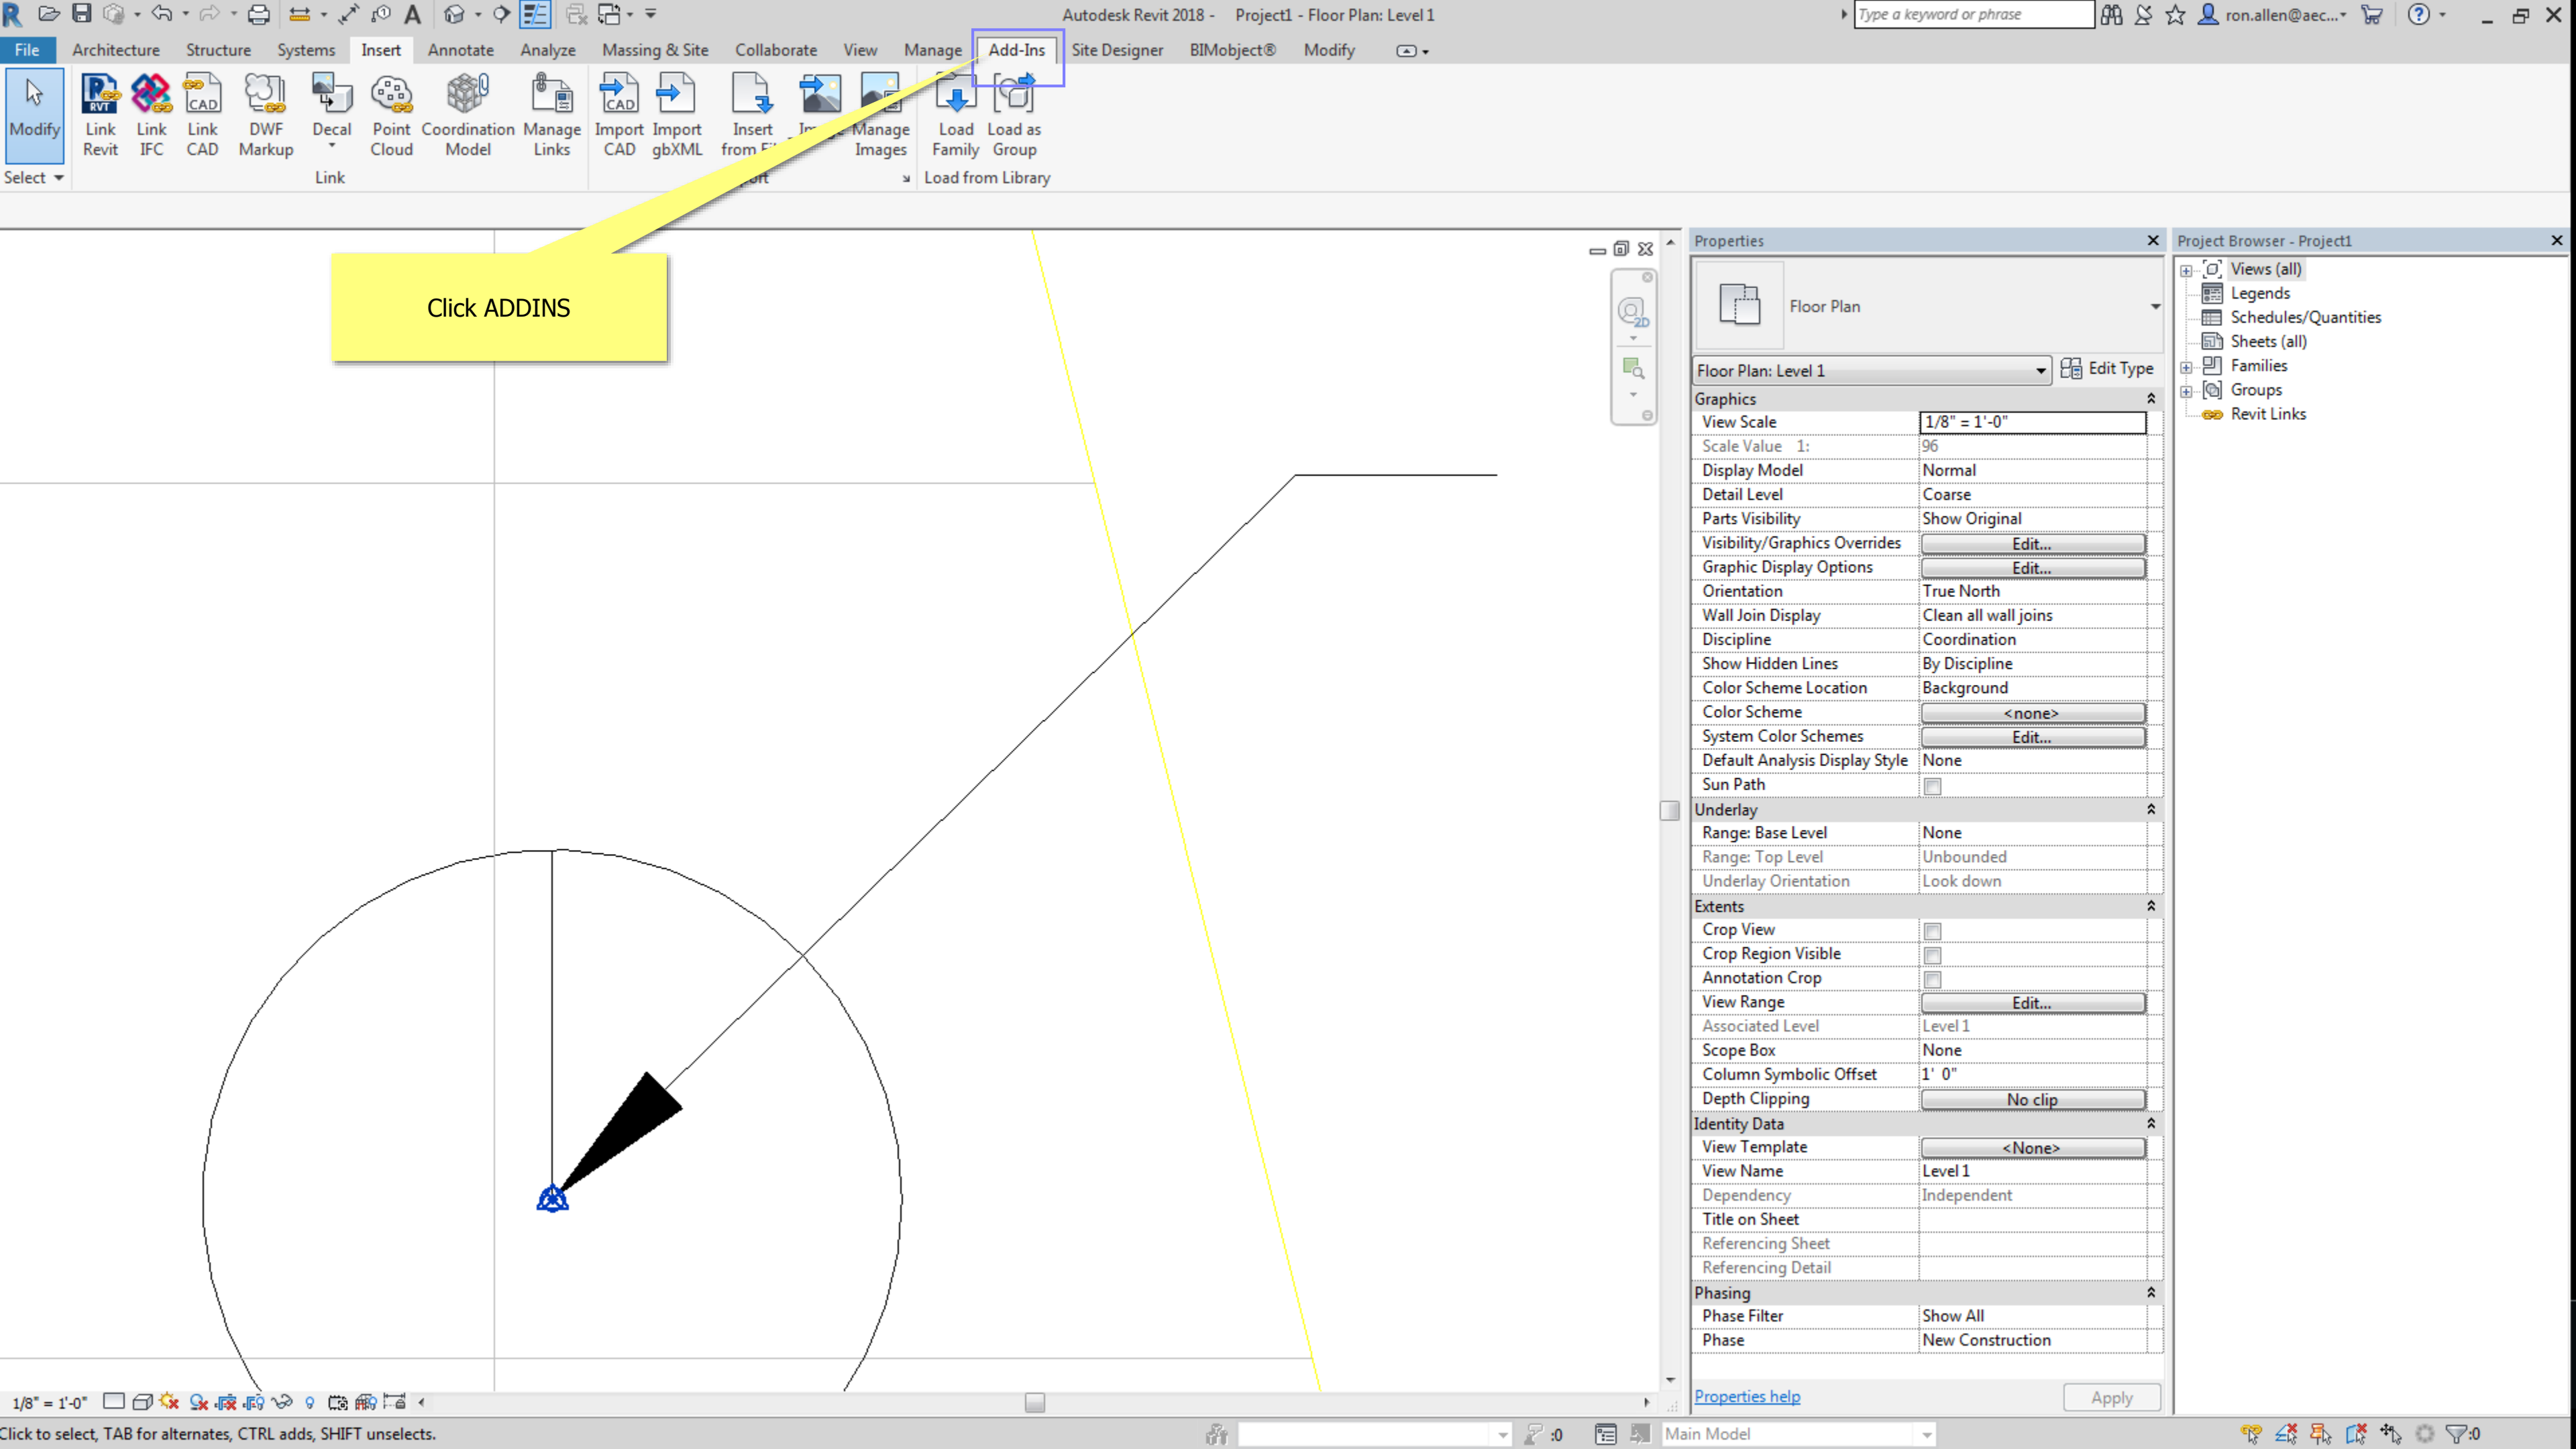 Autodesk Revit 2018 - Project1 - Floor Plan: Level 1
Type a keyword or phrase
ron.allen@aec...
File Architecture Structure Systems Insert Annotate Analyze Massing & Site Collaborate View Manage Add-Ins Site Designer BIMobject® Modify
Modify
Link Revit
Link IFC
Link CAD
DWF Markup
Decal
Point Cloud
Coordination Model
Manage Links
Import CAD
Import gbXML
Insert
from
Manage Images
Load Family
Load as Group
Select
Link
Load from Library
Click ADDINS
2D
Properties
Floor Plan
Floor Plan: Level 1
Edit Type
Graphics
View Scale 1/8" = 1'-0"
Scale Value 1: 96
Display Model Normal
Detail Level Coarse
Parts Visibility Show Original
Visibility/Graphics Overrides Edit...
Graphic Display Options Edit...
Orientation True North
Wall Join Display Clean all wall joins
Discipline Coordination
Show Hidden Lines By Discipline
Color Scheme Location Background
Color Scheme <none>
System Color Schemes Edit...
Default Analysis Display Style None
Sun Path
Underlay
Range: Base Level None
Range: Top Level Unbounded
Underlay Orientation Look down
Extents
Crop View
Crop Region Visible
Annotation Crop
View Range Edit...
Associated Level Level 1
Scope Box None
Column Symbolic Offset 1' 0"
Depth Clipping No clip
Identity Data
View Template <None>
View Name Level 1
Dependency Independent
Title on Sheet
Referencing Sheet
Referencing Detail
Phasing
Phase Filter Show All
Phase New Construction
Properties help
Apply
Project Browser - Project1
Views (all)
Legends
Schedules/Quantities
Sheets (all)
Families
Groups
Revit Links
1/8" = 1'-0"
Click to select, TAB for alternates, CTRL adds, SHIFT unselects.
:0
Main Model
:0